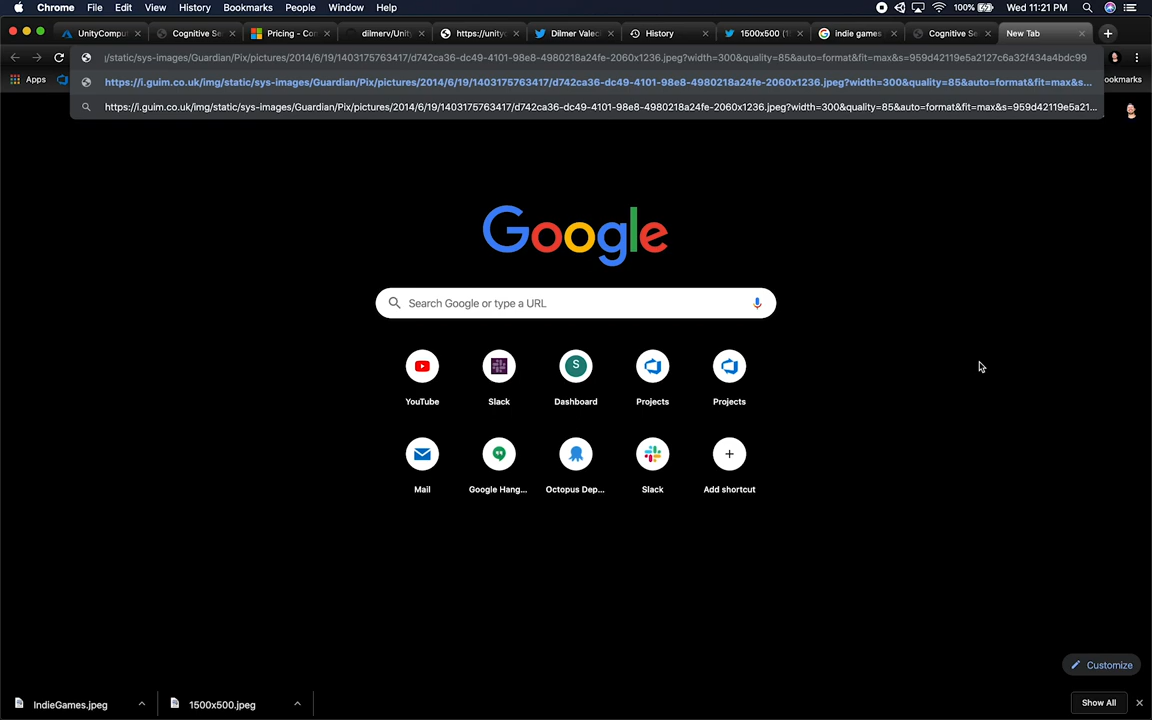 Chrome File Edit View History Bookmarks People Window Help 100% Wed 11:21 PM
UnityComput Cognitive Se Pricing - Con dilmerv/Unity https://unity Dilmer Valec History 1500x500 (1 indie games Cognitive Se New Tab
/static/sys-images/Guardian/Pix/pictures/2014/6/19/1403175763417/d742ca36-dc49-4101-98e8-4980218a24fe-2060x1236.jpeg?width=300&quality=85&auto=format&fit=max&s=959d42119e5a2127c6a32f434a4bdc99
Apps https://i.guim.co.uk/img/static/sys-images/Guardian/Pix/pictures/2014/6/19/1403175763417/d742ca36-dc49-4101-98e8-4980218a24fe-2060x1236.jpeg?width=300&quality=85&auto=format&fit=max&s... ookmarks
https://i.guim.co.uk/img/static/sys-images/Guardian/Pix/pictures/2014/6/19/1403175763417/d742ca36-dc49-4101-98e8-4980218a24fe-2060x1236.jpeg?width=300&quality=85&auto=format&fit=max&s=959d42119e5a21...
Google
Search Google or type a URL
S
YouTube Slack Dashboard Projects Projects
Mail Google Hang... Octopus Dep... Slack Add shortcut
Customize
IndieGames.jpeg 1500x500.jpeg Show All